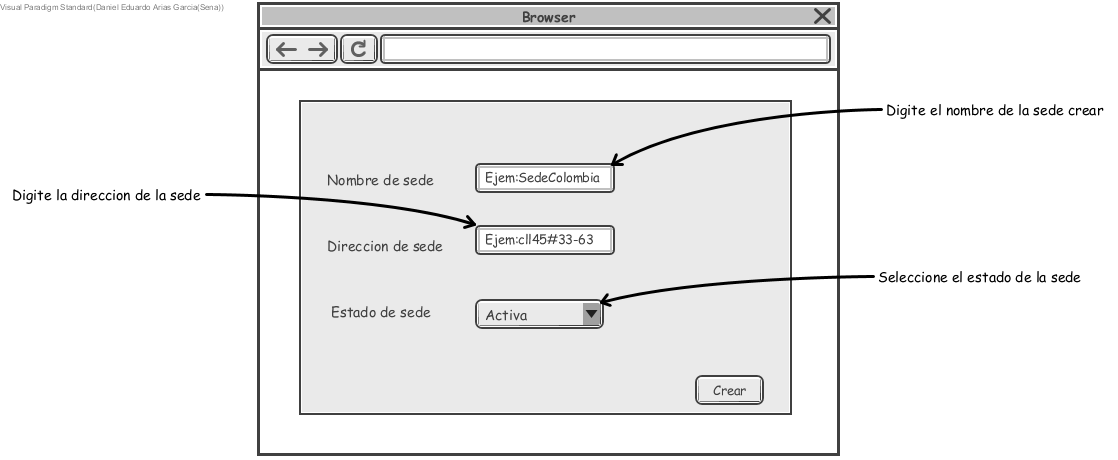 Visual Paradigm Standard(Daniel Eduardo Arias Garcia(Sena))
Browser
Digite el nombre de la sede crear
Nombre de sede
Ejem:SedeColombia
Digite la direccion de la sede
Direccion de sede
Ejem:cll45#33-63
Seleccione el estado de la sede
Estado de sede
Activa
Crear